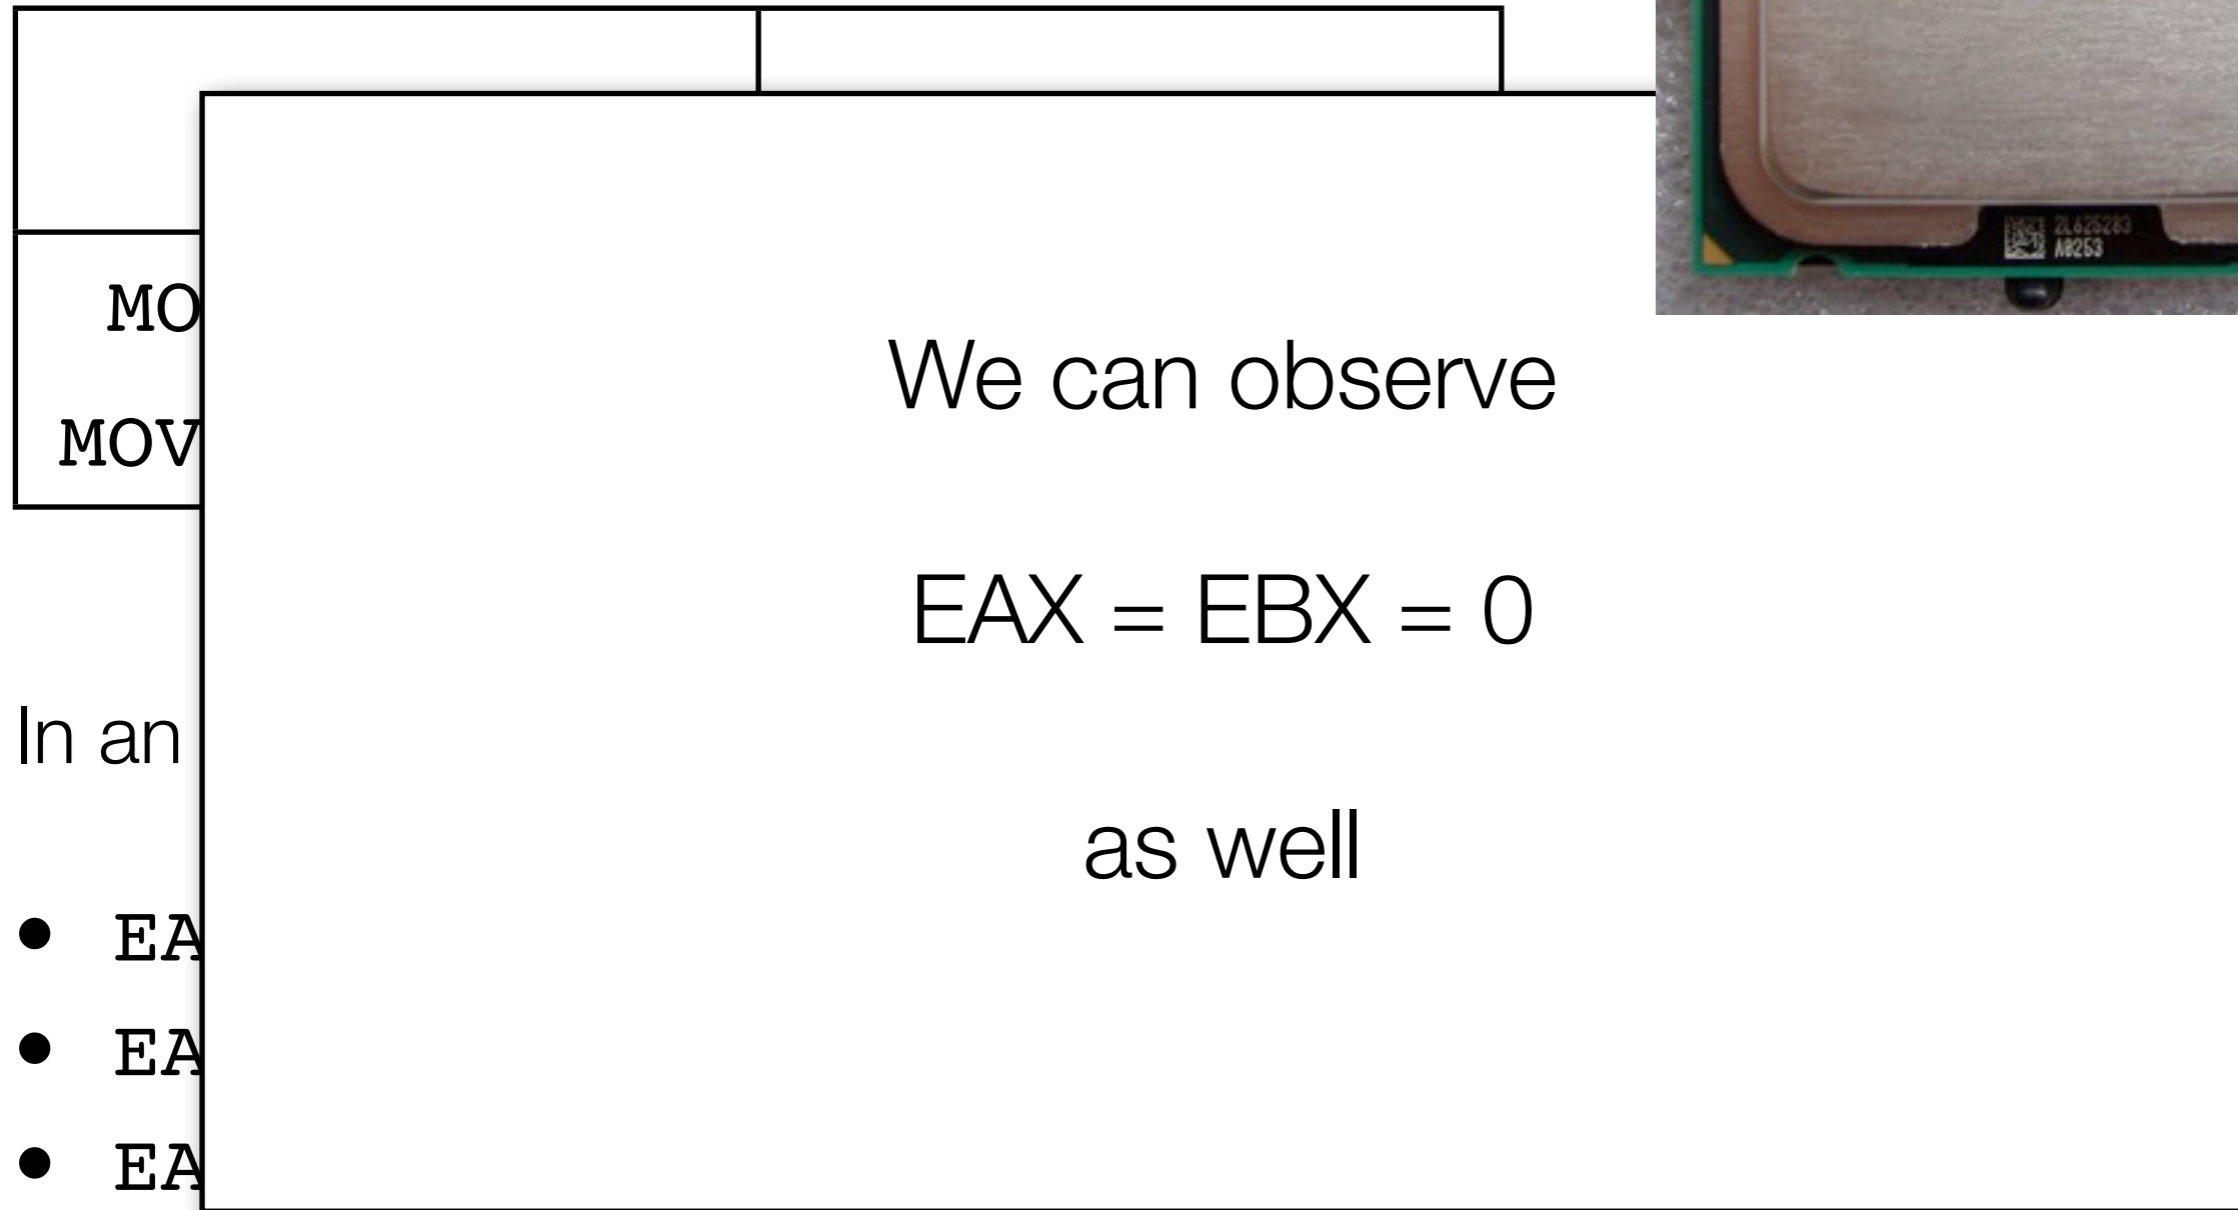 MO
MOV
We can observe
EAX = EBX = 0
as well
In an
• EA
• EA
• EA
2L625283
A0253